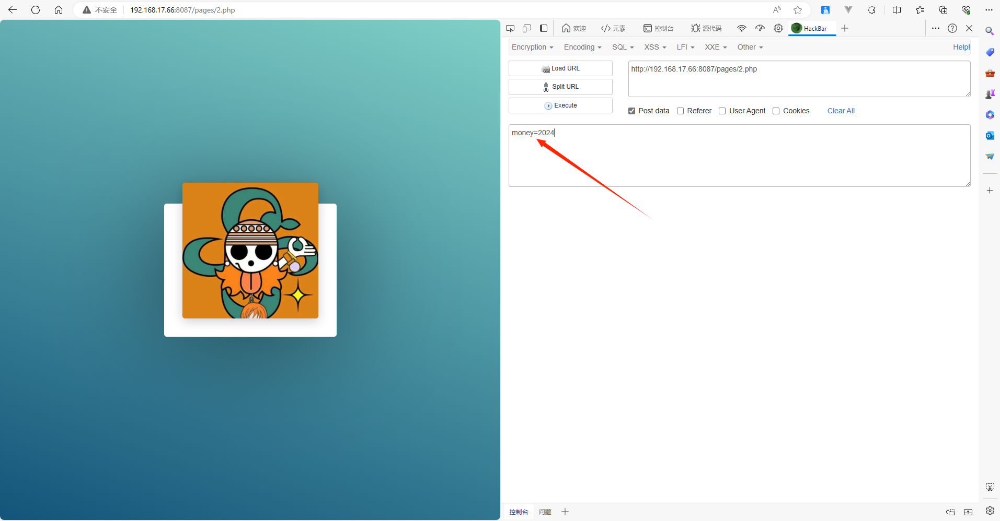 不安全 192.168.17.66:8087/pages/2.php
欢迎 元素 控制台 源代码 HackBar
Encryption Encoding SQL XSS LFI XXE Other Help!
Load URL
http://192.168.17.66:8087/pages/2.php
Split URL
Execute
Post data Referer User Agent Cookies Clear All
money=2024
控制台 问题